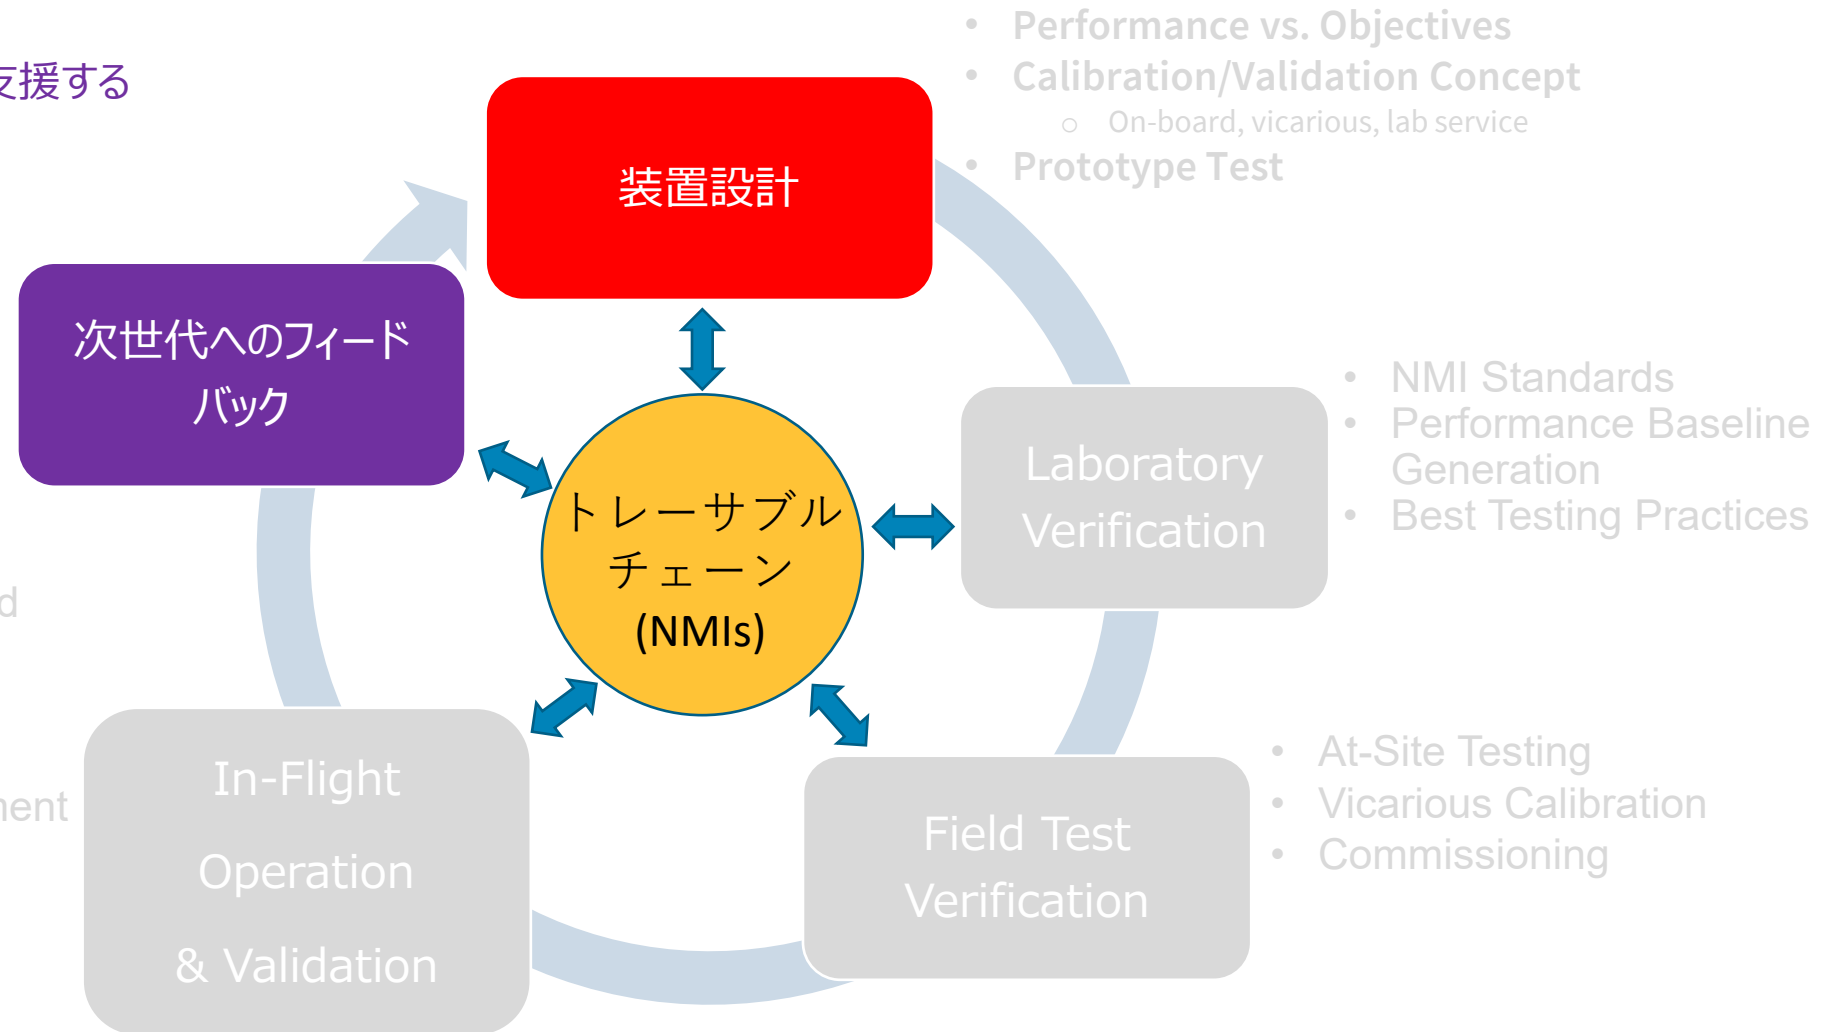 支援する
• Performance vs. Objectives
• Calibration/Validation Concept
○ On-board, vicarious, lab service
• Prototype Test
装置設計
次世代へのフィード
バック
トレーサブル
チェーン
(NMIs)
Laboratory
Verification
• NMI Standards
• Performance Baseline
Generation
• Best Testing Practices
Field Test
Verification
• At-Site Testing
• Vicarious Calibration
• Commissioning
In-Flight
Operation
& Validation